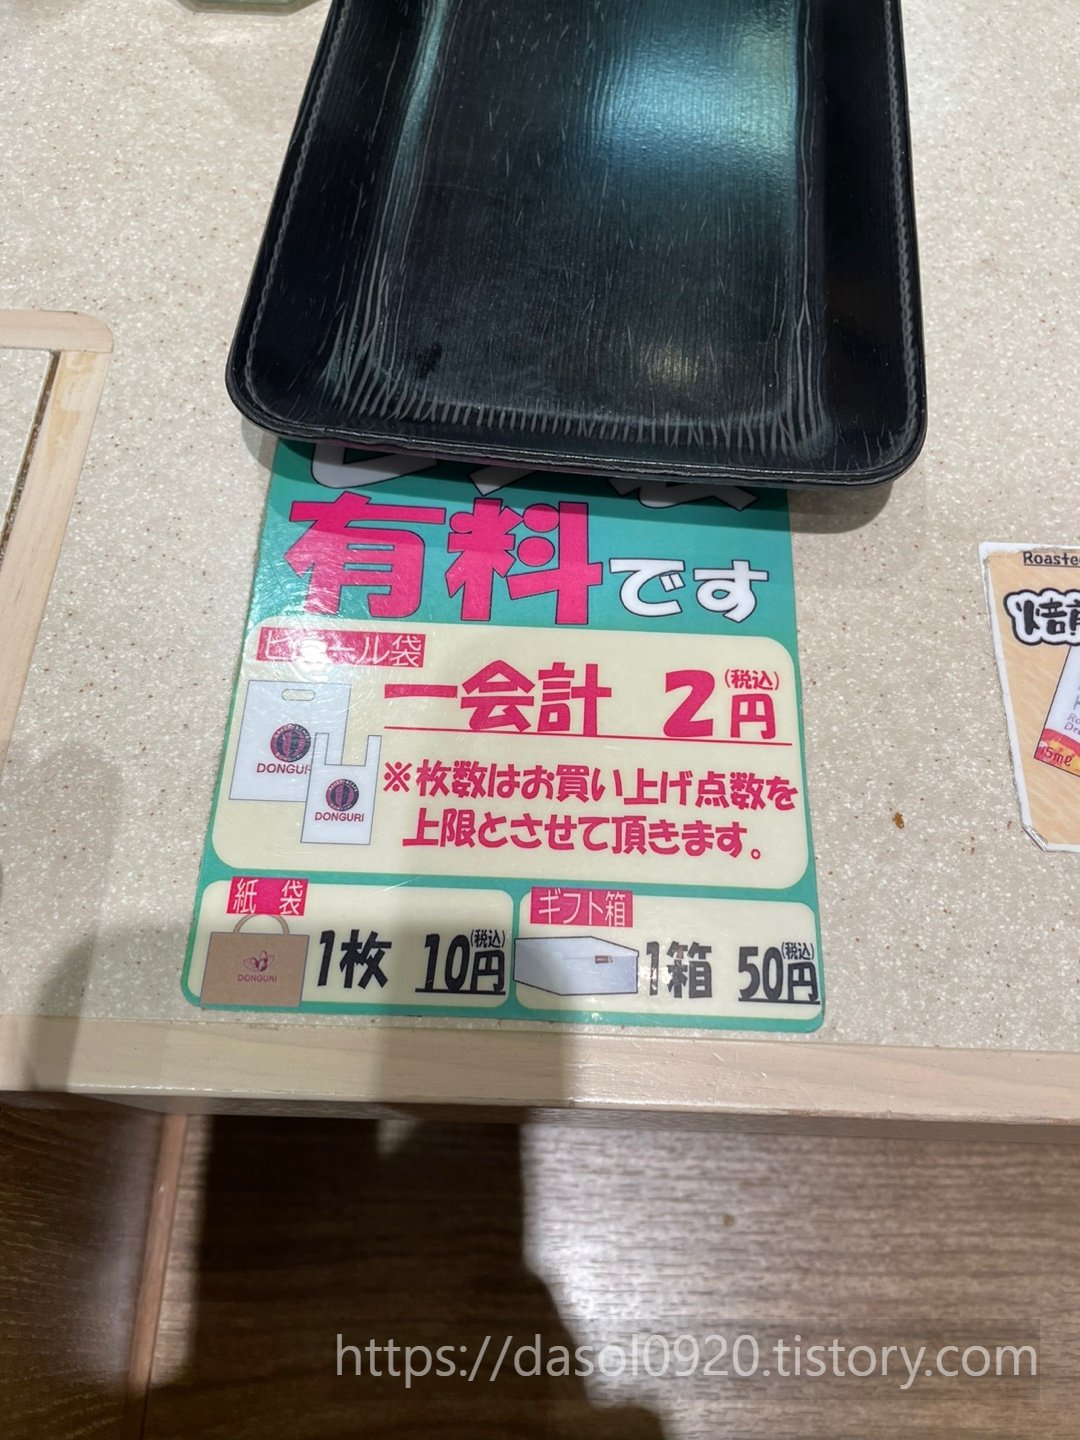 有料です
ビニール袋
一会計 2円(税込)
DONGURI
DONGURI
※枚数はお買い上げ点数を
上限とさせて頂きます。
紙袋
DONGURI
1枚 10円(税込)
ギフト箱
1箱 50円(税込)
Roaste
焙煎
15ml
https://dasol0920.tistory.com